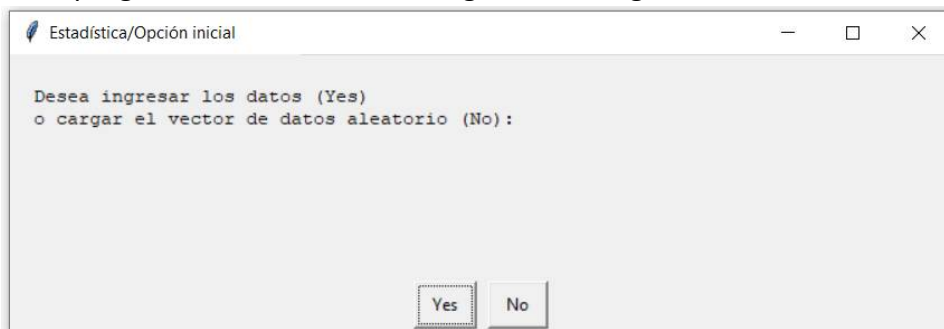 Estadística/Opción inicial
Desea ingresar los datos (Yes)
o cargar el vector de datos aleatorio (No):
Yes No